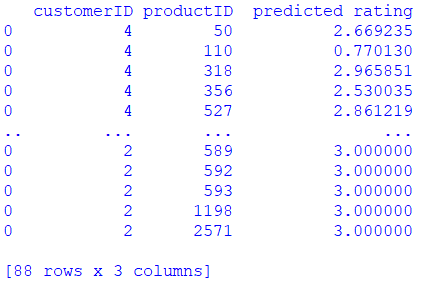 customerID productID predicted rating
0 4 50 2.669235
0 4 110 0.770130
0 4 318 2.965851
0 4 356 2.530035
0 4 527 2.861219
.. ... ... ...
0 2 589 3.000000
0 2 592 3.000000
0 2 593 3.000000
0 2 1198 3.000000
0 2 2571 3.000000
[88 rows x 3 columns]